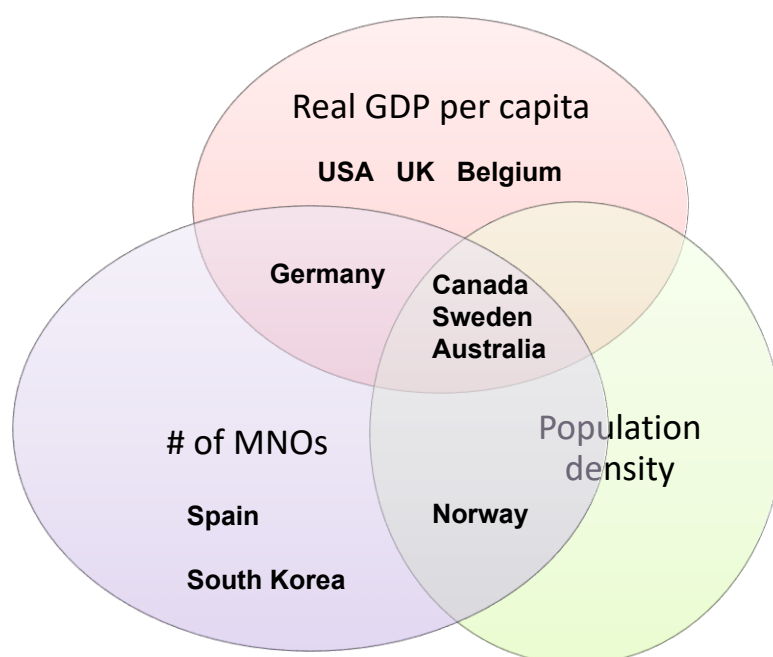 Real GDP per capita
USA UK Belgium
Germany
Canada
Sweden
Australia
# of MNOs
Population
density
Spain
Norway
South Korea